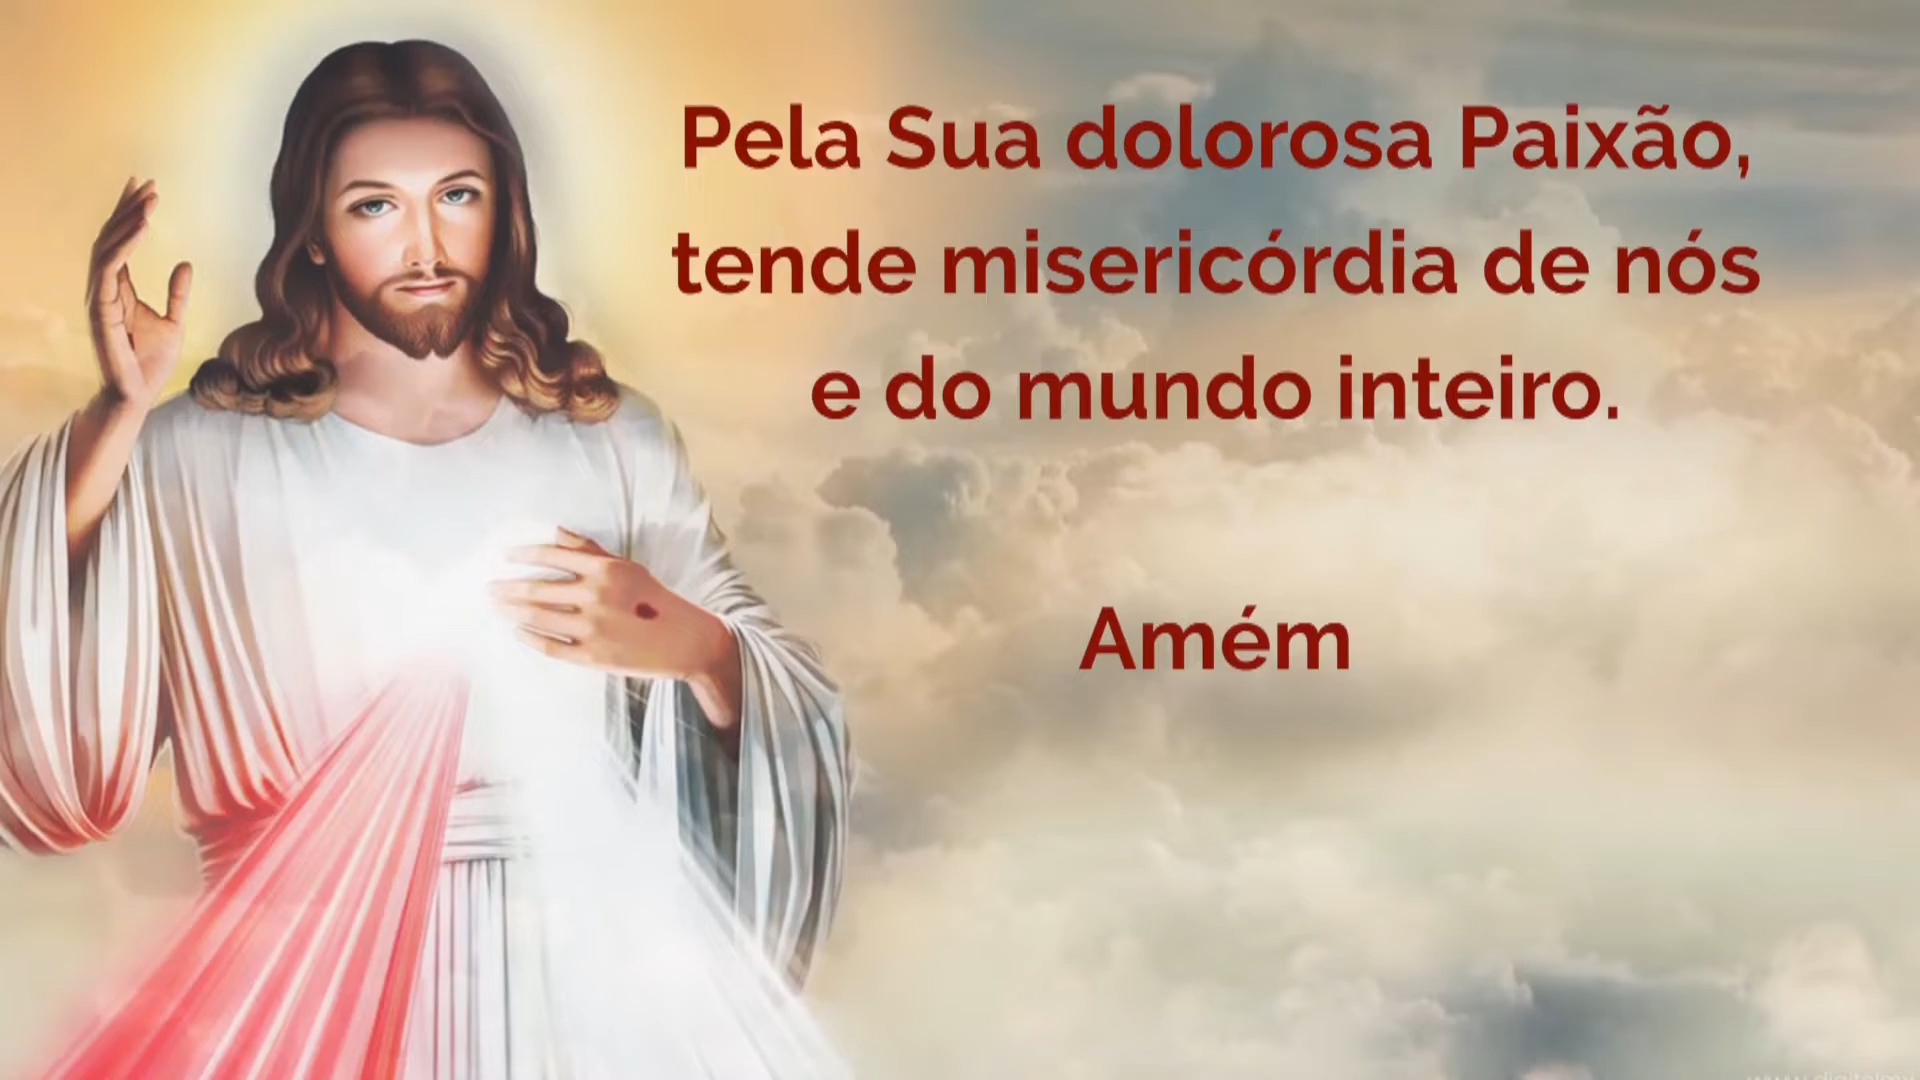 Pela Sua dolorosa Paixão,
tende misericórdia de nós
e do mundo inteiro.
Amém